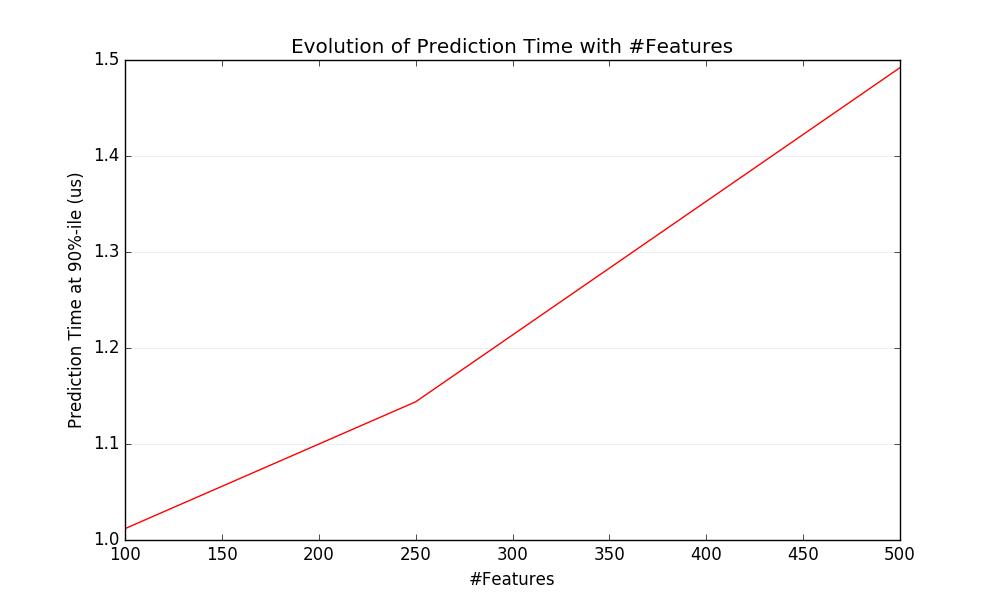 Evolution of Prediction Time with #Features
Prediction Time at 90%-ile (us)
1.5
1.4
1.3
1.2
1.1
1.0
100 150 200 250 300 350 400 450 500
#Features